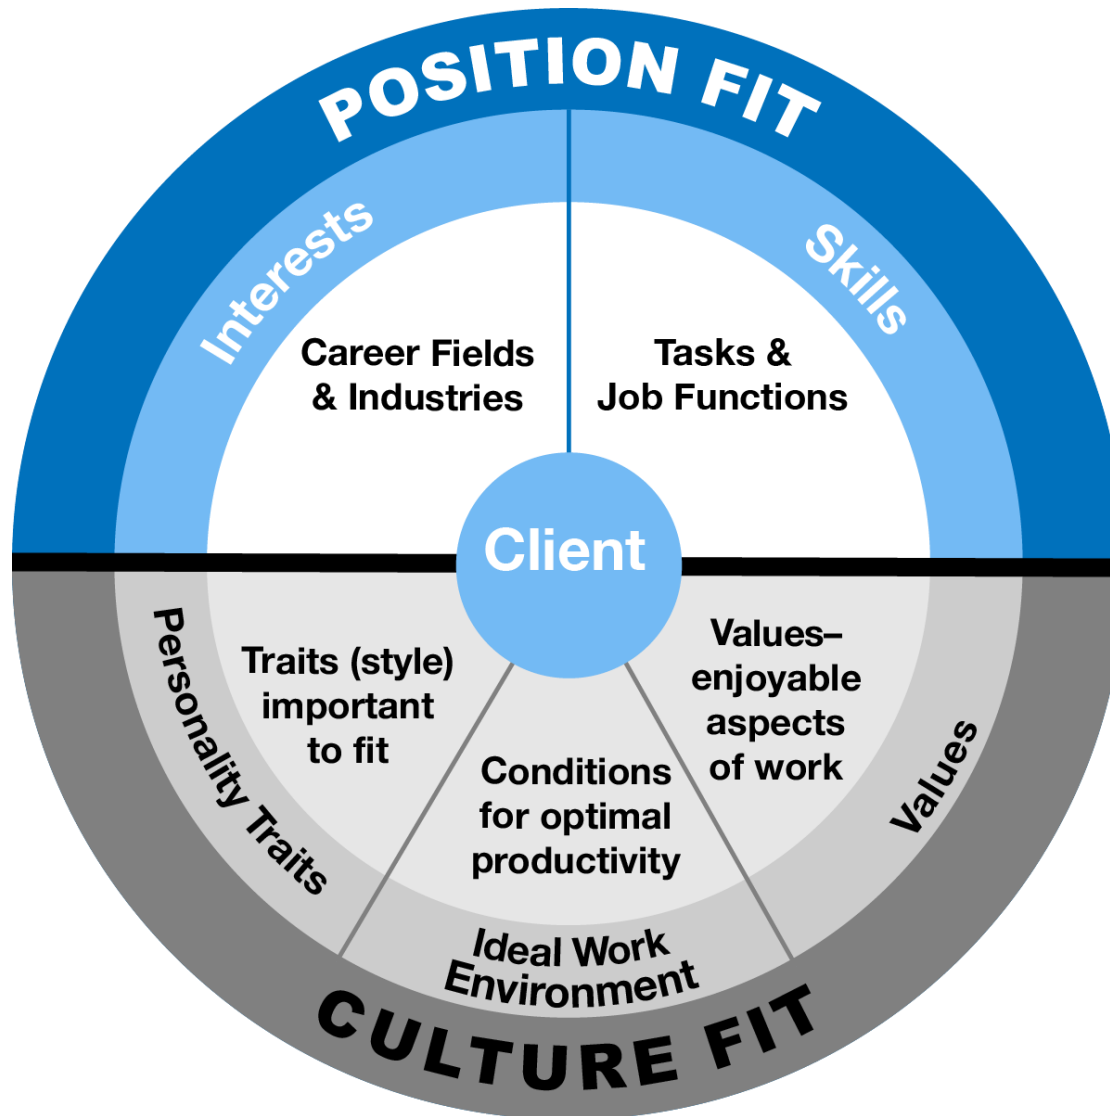 POSITION FIT
Interests
Skills
Career Fields
& Industries
Tasks &
Job Functions
Client
Personality Traits
Traits (style)
important
to fit
Conditions
for optimal
productivity
Values–
enjoyable
aspects
of work
Values
Ideal Work
Environment
CULTURE FIT